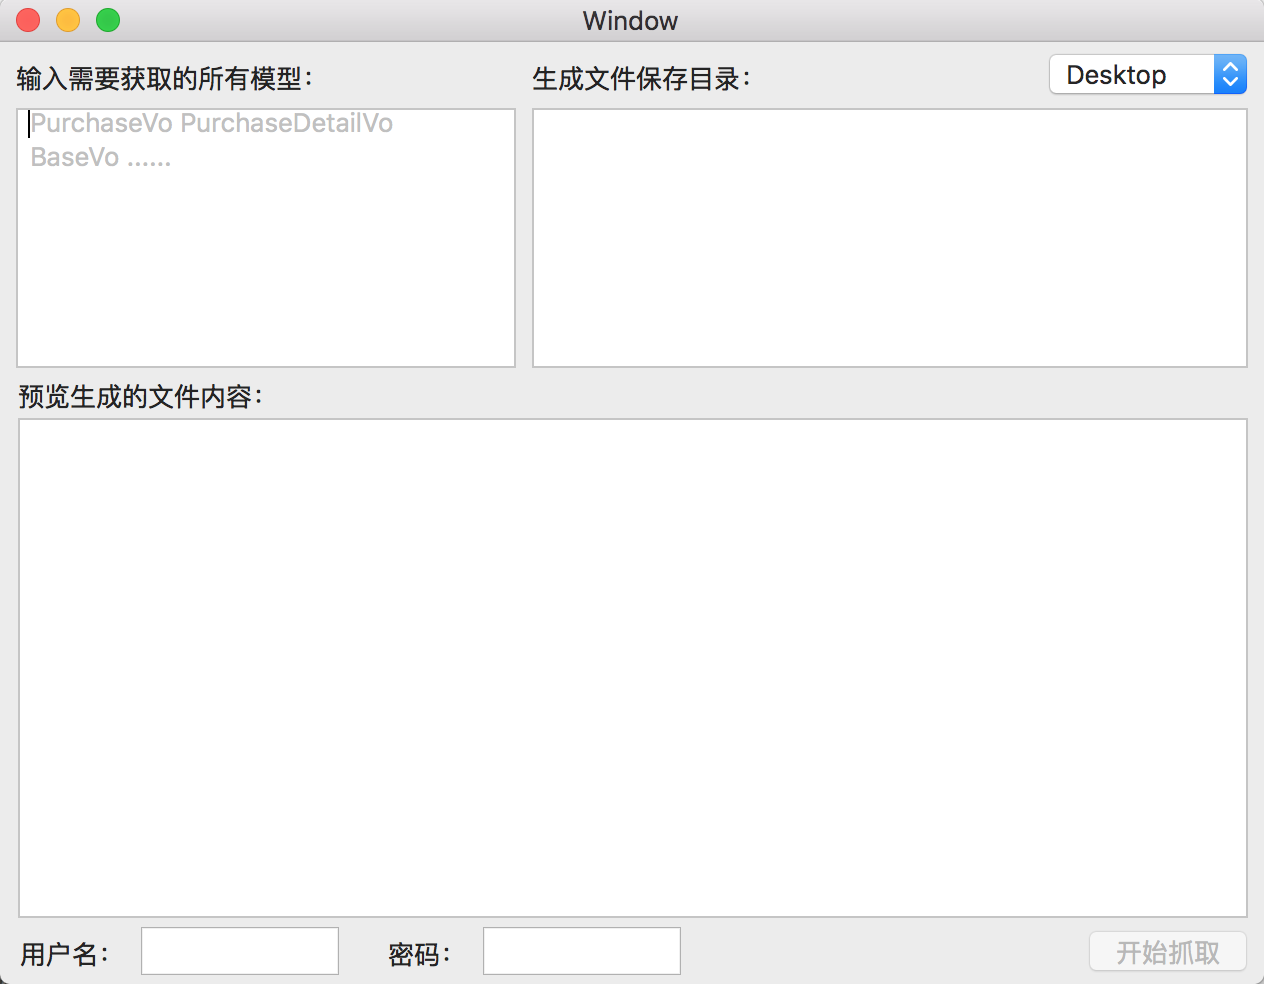 Window
输入需要获取的所有模型：
生成文件保存目录：
Desktop
PurchaseVo PurchaseDetailVo
BaseVo ......
预览生成的文件内容：
用户名：
密码：
开始抓取